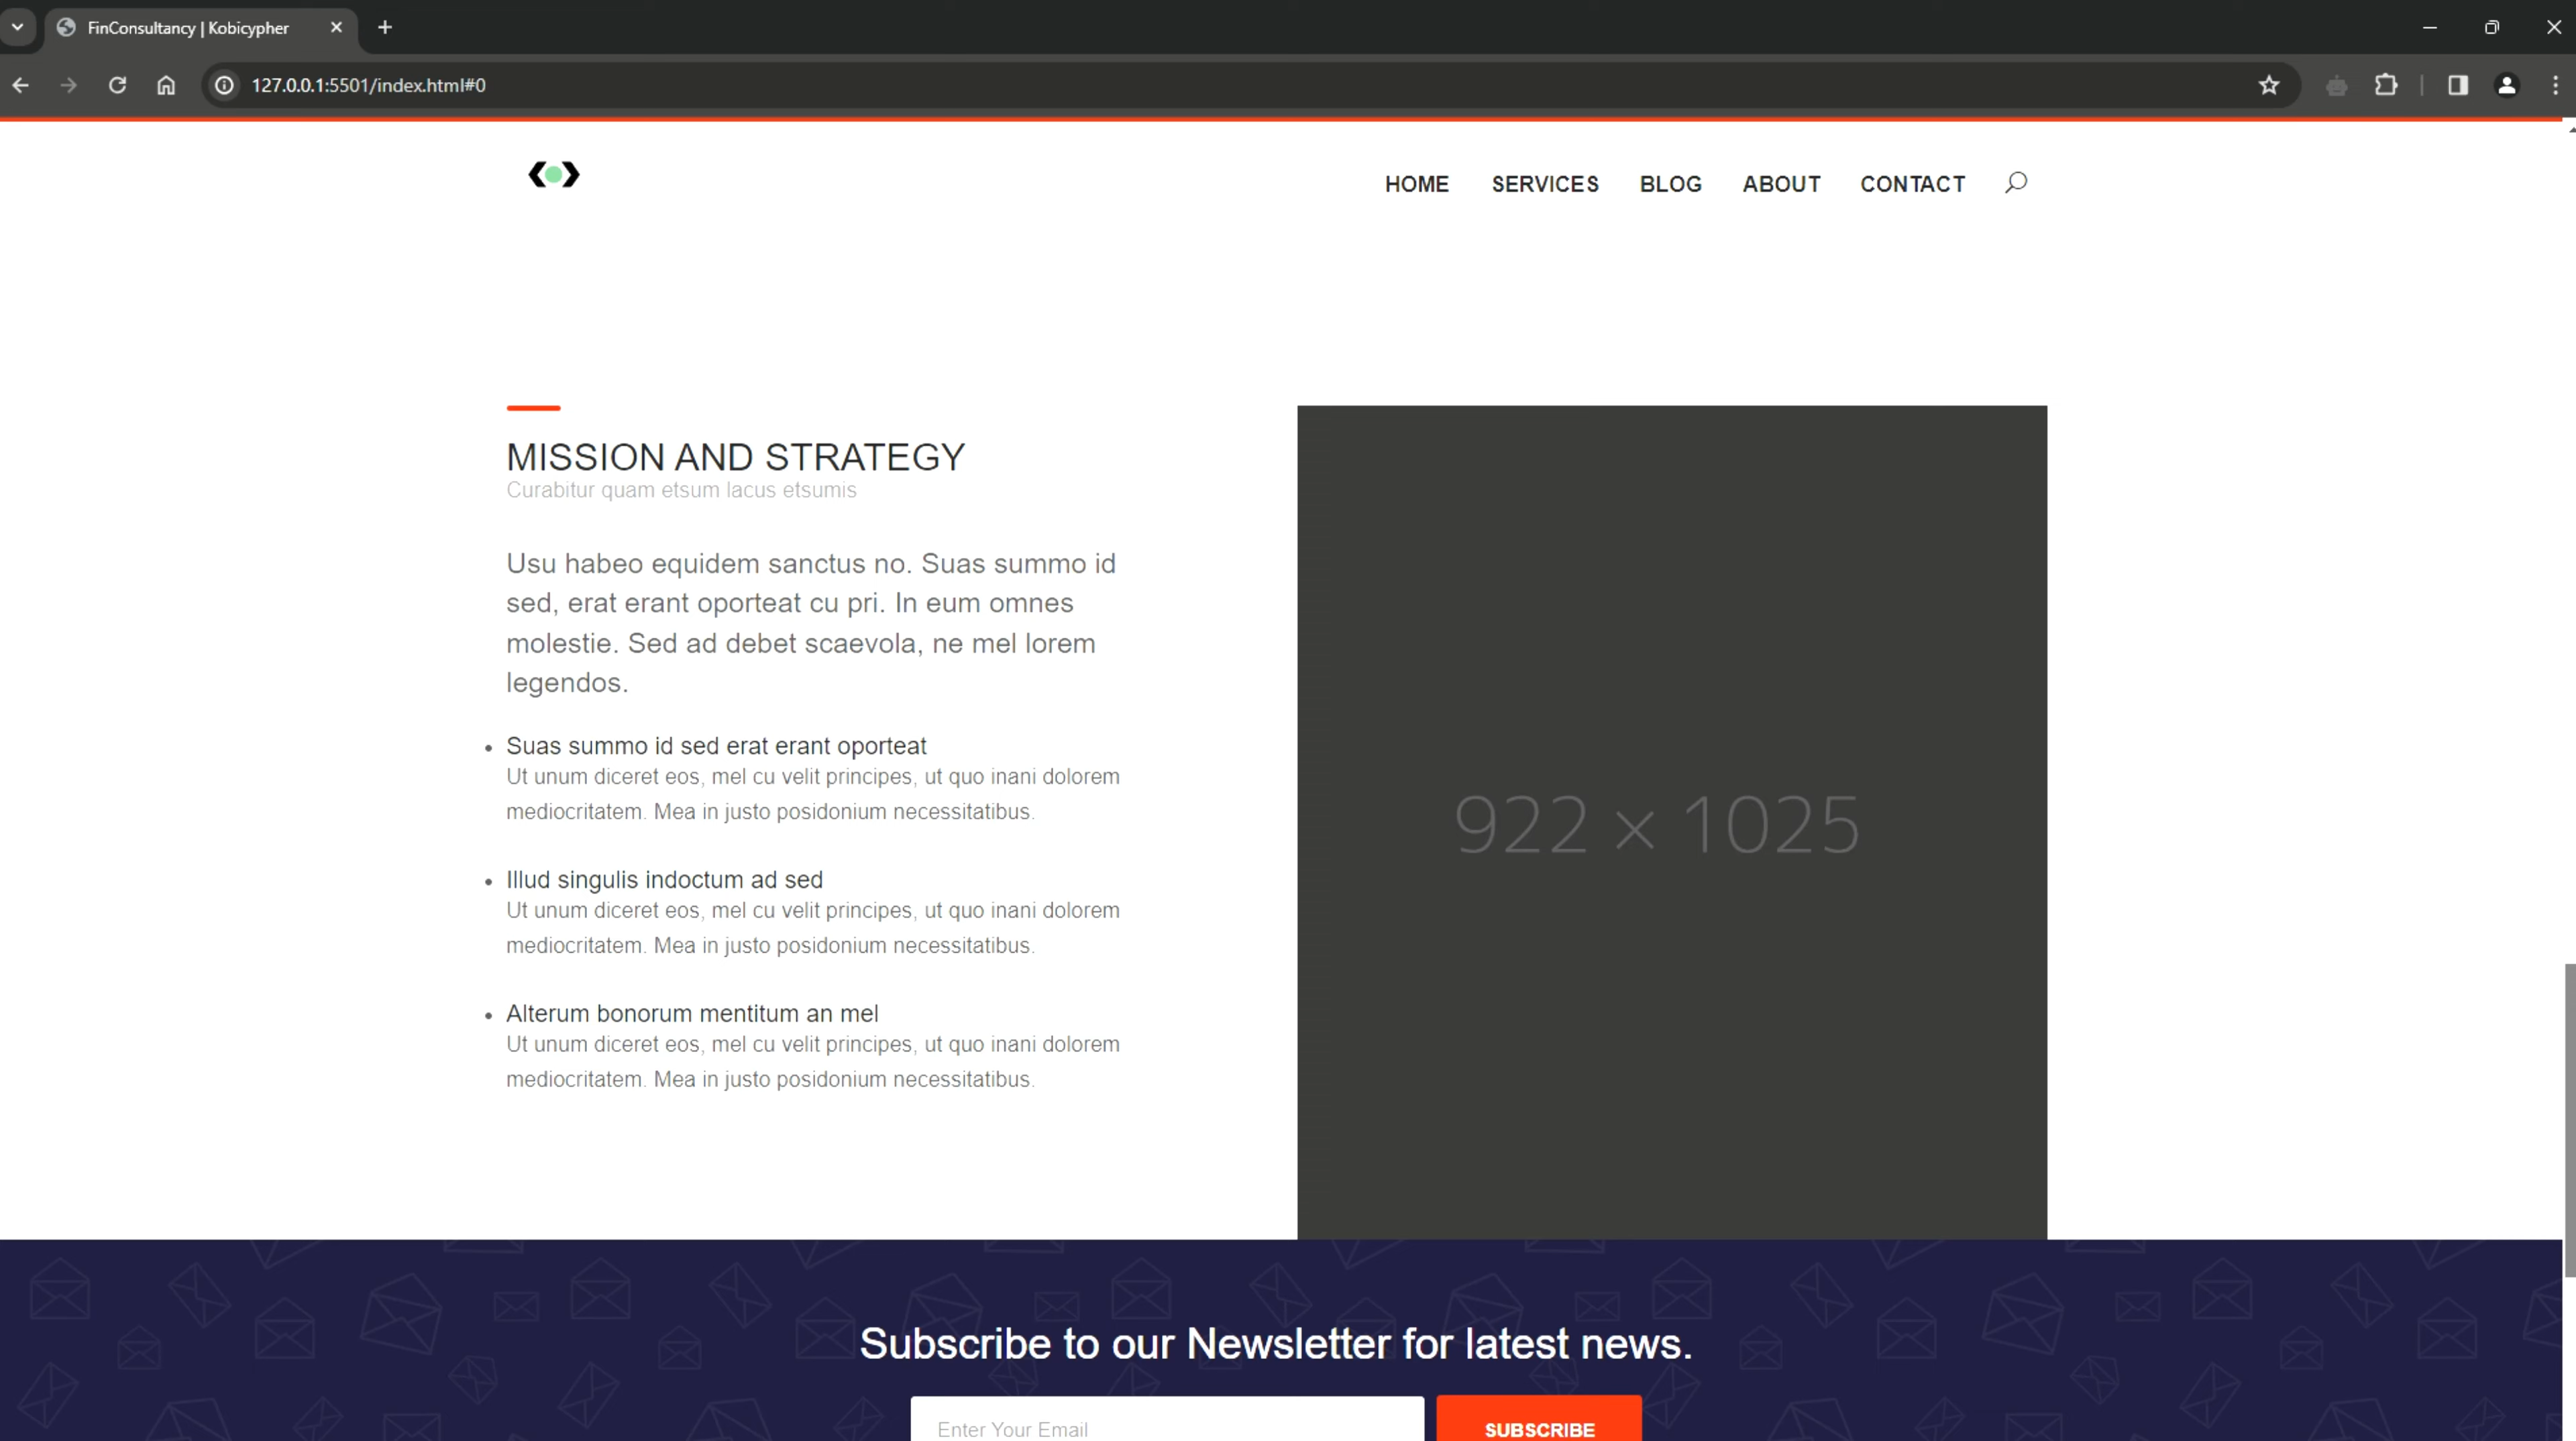 FinConsultancy | Kobicypher
127.0.0.1:5501/index.html#0
HOME SERVICES BLOG ABOUT CONTACT
MISSION AND STRATEGY
Curabitur quam etsum lacus etsumis
Usu habeo equidem sanctus no. Suas summo id
sed, erat erant oporteat cu pri. In eum omnes
molestie. Sed ad debet scaevola, ne mel lorem
legendos.
Suas summo id sed erat erant oporteat
Ut unum diceret eos, mel cu velit principes, ut quo inani dolorem
mediocritatem. Mea in justo posidonium necessitatibus.
Illud singulis indoctum ad sed
Ut unum diceret eos, mel cu velit principes, ut quo inani dolorem
mediocritatem. Mea in justo posidonium necessitatibus.
Alterum bonorum mentitum an mel
Ut unum diceret eos, mel cu velit principes, ut quo inani dolorem
mediocritatem. Mea in justo posidonium necessitatibus.
922 × 1025
Subscribe to our Newsletter for latest news.
Enter Your Email
SUBSCRIBE